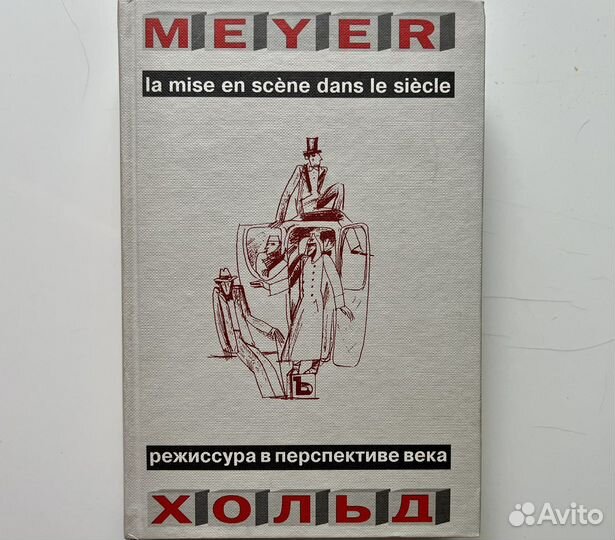 MEYER
la mise en scène dans le siècle
Ъ
режиссура в перспективе века
ХОЛЬД
Avito